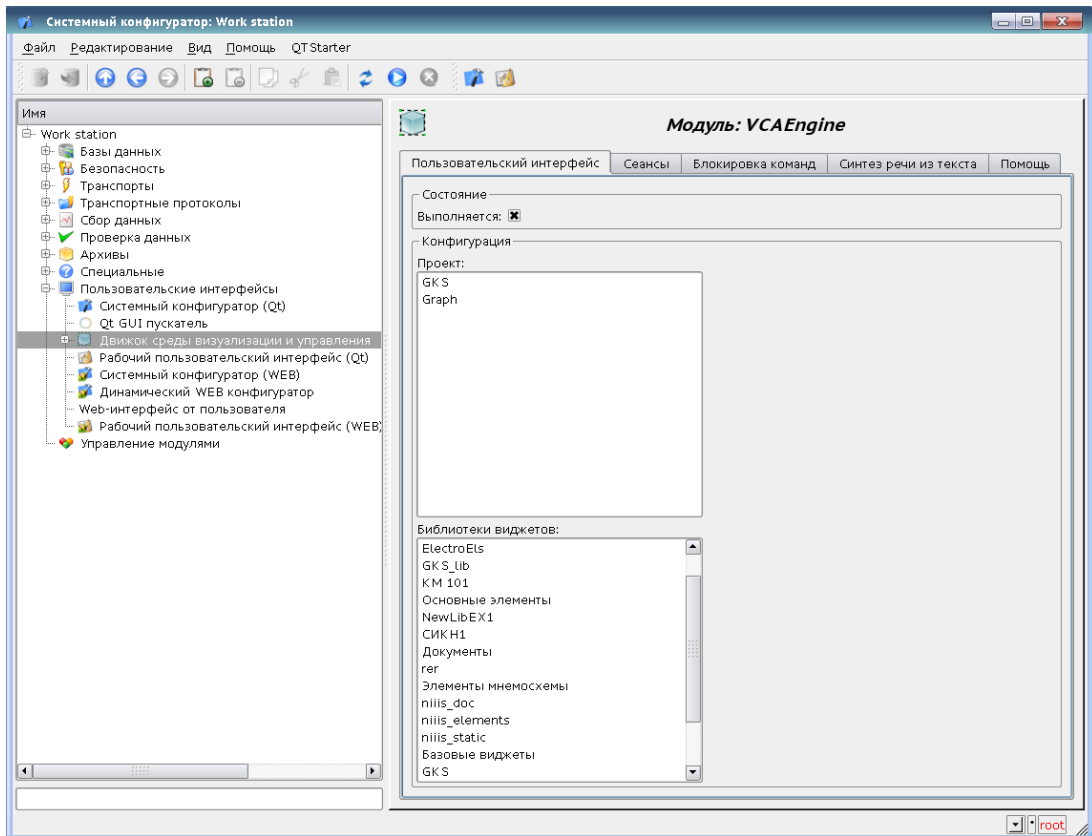 Системный конфигуратор: Work station
Файл Редактирование Вид Помощь QTStarter
Имя
Work station
Базы данных
Безопасность
Транспорты
Транспортные протоколы
Сбор данных
Проверка данных
Архивы
Специальные
Пользовательские интерфейсы
Системный конфигуратор (Qt)
Qt GUI пускатель
Движок среды визуализации и управления
Рабочий пользовательский интерфейс (Qt)
Системный конфигуратор (WEB)
Динамический WEB конфигуратор
Web-интерфейс от пользователя
Рабочий пользовательский интерфейс (WEB)
Управление модулями
Модуль: VCAEngine
Пользовательский интерфейс Сеансы Блокировка команд Синтез речи из текста Помощь
Состояние
Выполняется:
Конфигурация
Проект:
GKS
Graph
Библиотеки виджетов:
ElectroEls
GKS_lib
КМ 101
Основные элементы
NewLibEX1
СИКН1
Документы
rer
Элементы мнемосхемы
niiis_doc
niiis_elements
niiis_static
Базовые виджеты
GKS
root